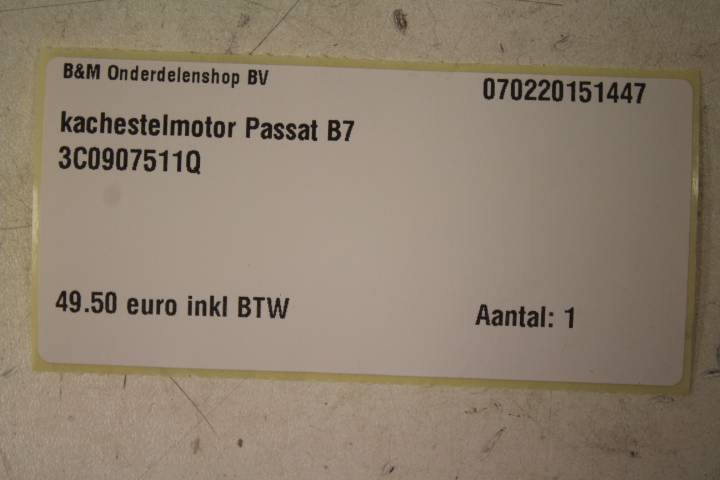 B&M Onderdelenshop BV
070220151447
kachestelmotor Passat B7
3C0907511Q
49.50 euro inkl BTW
Aantal: 1